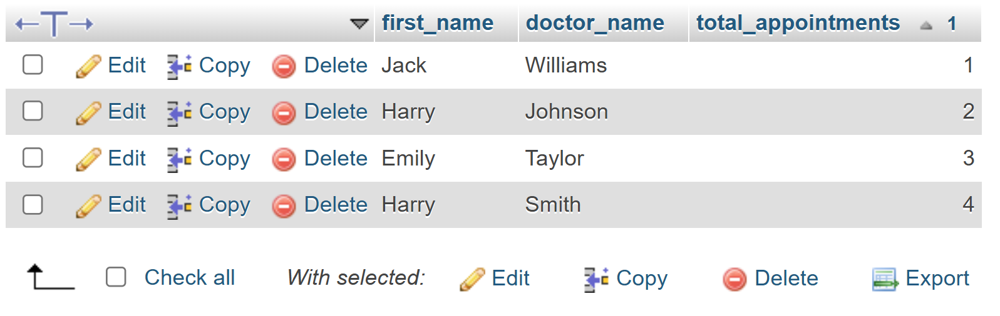 first_name doctor_name total_appointments 1
Edit Copy Delete Jack Williams 1
Edit Copy Delete Harry Johnson 2
Edit Copy Delete Emily Taylor 3
Edit Copy Delete Harry Smith 4
Check all With selected: Edit Copy Delete Export